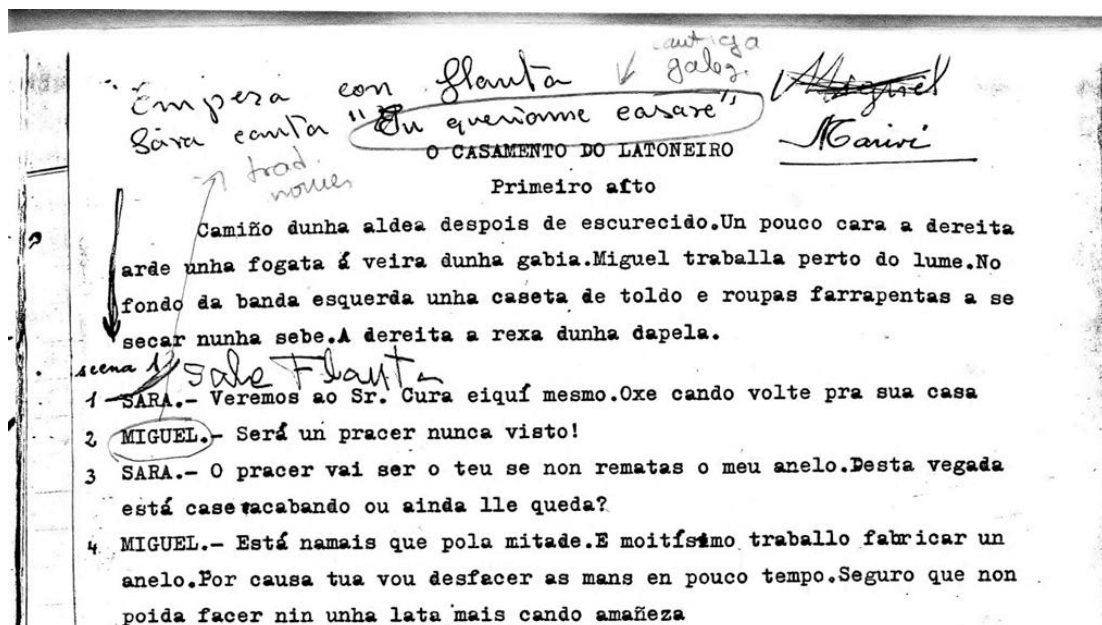 cantiga
galeg.
Empeza con flauta
Miguel
Sara canta "Eu queríanme casare"
Marivi
O CASAMENTO DO LATONEIRO
trad.
nomes
Primeiro afto
Camiño dunha aldea despois de escurecido.Un pouco cara a dereita
arde unha fogata á veira dunha gabia.Miguel traballa perto do lume.No
fondo da banda esquerda unha caseta de toldo e roupas farrapentas a se
secar nunha sebe.A dereita a rexa dunha dapela.
scena 1
Sale Flauta
1 SARA.- Veremos ao Sr. Cura eiquí mesmo.Oxe cando volte pra sua casa
2 MIGUEL.- Será un pracer nunca visto!
3 SARA.- O pracer vai ser o teu se non rematas o meu anelo.Desta vegada
está case acabando ou ainda lle queda?
4 MIGUEL.- Está namais que pola mitade.E moitísimo traballo fabricar un
anelo.Por causa tua vou desfacer as mans en pouco tempo.Seguro que non
poida facer nin unha lata mais cando amañeza